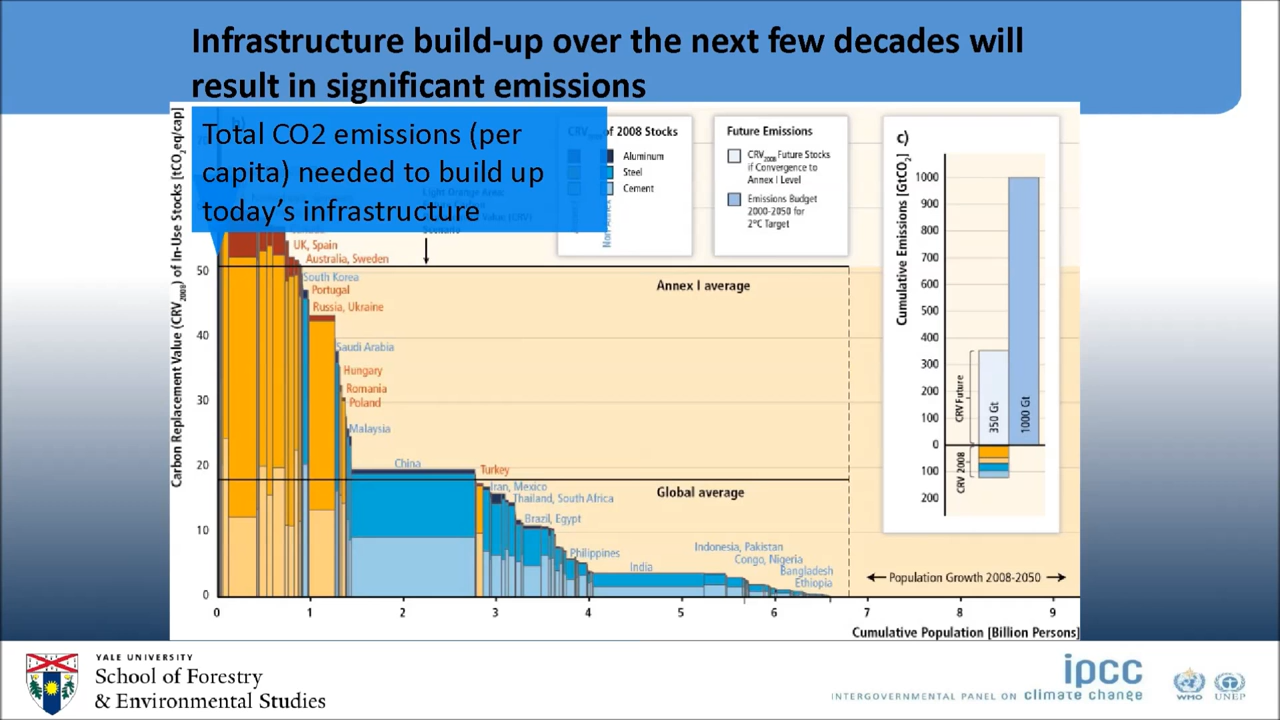 Infrastructure build-up over the next few decades will
result in significant emissions
Total CO2 emissions (per
capita) needed to build up
today's infrastructure
Carbon Replacement Value (CRV2008) of In-Use Stocks [tCO2eq/cap]
50
40
30
20
10
0
UK, Spain
Australia, Sweden
South Korea
Portugal
Russia, Ukraine
Saudi Arabia
Hungary
Romania
Poland
Malaysia
China
Turkey
Iran, Mexico
Thailand, South Africa
Brazil, Egypt
Philippines
India
Indonesia, Pakistan
Congo, Nigeria
Bangladesh
Ethiopia
Annex I average
Global average
of 2008 Stocks
Aluminum
Steel
Cement
Future Emissions
CRV2008 Future Stocks
if Convergence to
Annex I Level
Emissions Budget
2000-2050 for
2°C Target
c)
Cumulative Emissions [GtCO2]
1000
900
800
700
600
500
400
300
200
100
0
100
200
CRV Future
CRV 2008
350 Gt
1000 Gt
Population Growth 2008-2050
0 1 2 3 4 5 6 7 8 9
Cumulative Population [Billion Persons]
YALE UNIVERSITY
School of Forestry
& Environmental Studies
ipcc
INTERGOVERNMENTAL PANEL ON climate change
WMO
UNEP